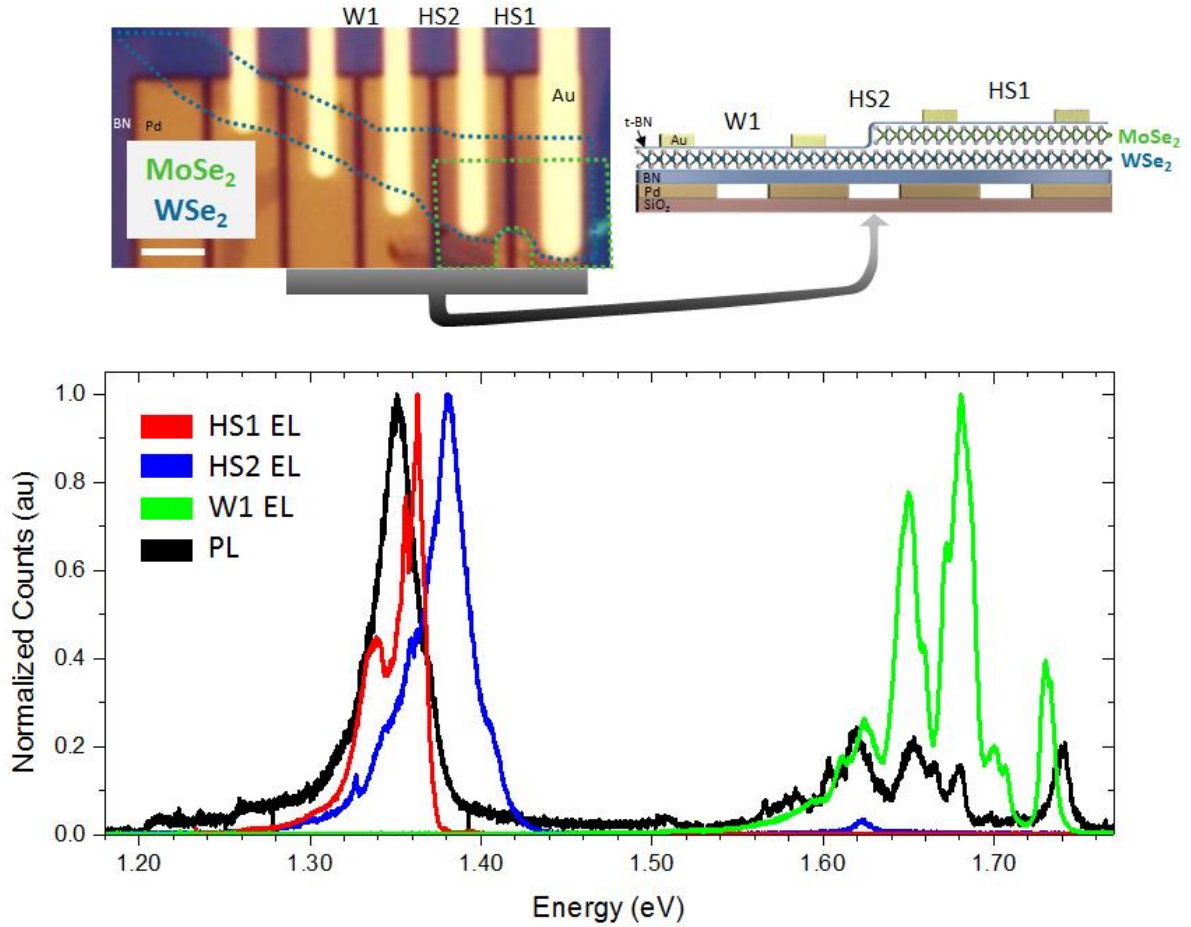 W1 HS2 HS1
BN
Pd
Au
MoSe₂
WSe₂
HS2
HS1
t-BN
W1
Au
MoSe₂
WSe₂
BN
Pd
SiO₂
1.0
0.8
0.6
0.4
0.2
0.0
Normalized Counts (au)
HS1 EL
HS2 EL
W1 EL
PL
1.20 1.30 1.40 1.50 1.60 1.70
Energy (eV)